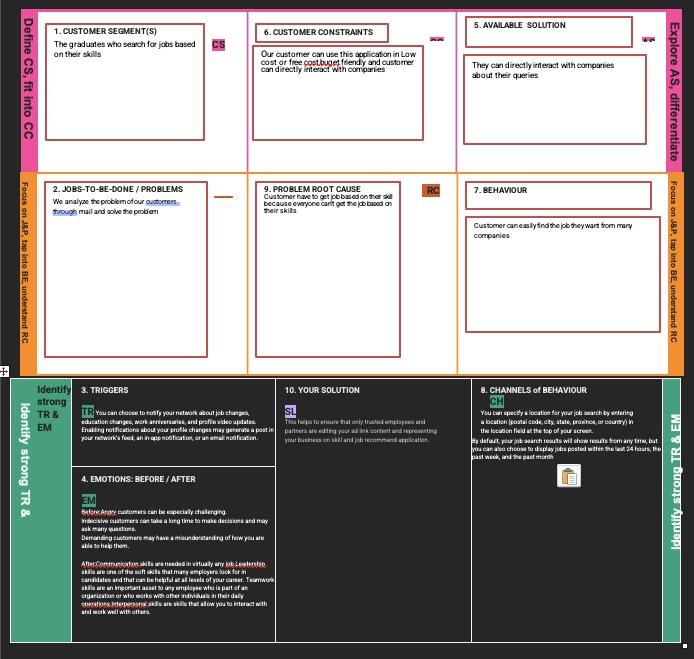 Define CS, fit into CC
1. CUSTOMER SEGMENT(S)
CS
The graduates who search for jobs based
on their skills
6. CUSTOMER CONSTRAINTS
Our customer can use this application in Low
cost or free cost,buget friendly and customer
can directly interact with companies
5. AVAILABLE SOLUTION
They can directly interact with companies
about their queries
Explore AS, differentiate
Focus on J&P, tap into BE, understand RC
2. JOBS-TO-BE-DONE / PROBLEMS
We analyze the problem of our customers
through mail and solve the problem
9. PROBLEM ROOT CAUSE
RC
Customer have to get job based on their skill
because everyone can't get the job based on
their skills
7. BEHAVIOUR
Customer can easily find the job they want from many
companies
Focus on J&P, tap into BE, understand RC
Identify strong TR &
Identify
strong
TR &
EM
3. TRIGGERS
TR You can choose to notify your network about job changes,
education changes, work anniversaries, and profile video updates.
Enabling notifications about your profile changes may generate a post in
your network's feed, an in-app notification, or an email notification.
4. EMOTIONS: BEFORE / AFTER
EM
Before:Angry customers can be especially challenging.
Indecisive customers can take a long time to make decisions and may
ask many questions.
Demanding customers may have a misunderstanding of how you are
able to help them.
After:Communication skills are needed in virtually any job.Leadership
skills are one of the soft skills that many employers look for in
candidates and that can be helpful at all levels of your career. Teamwork
skills are an important asset to any employee who is part of an
organization or who works with other individuals in their daily
operations.Interpersonal skills are skills that allow you to interact with
and work well with others.
10. YOUR SOLUTION
SL
This helps to ensure that only trusted employees and
partners are editing your ad link content and representing
your business on skill and job recommend application.
8. CHANNELS of BEHAVIOUR
CH
You can specify a location for your job search by entering
a location (postal code, city, state, province, or country) in
the location field at the top of your screen.
By default, your job search results will show results from any time, but
you can also choose to display jobs posted within the last 24 hours, the
past week, and the past month
Identify strong TR & EM